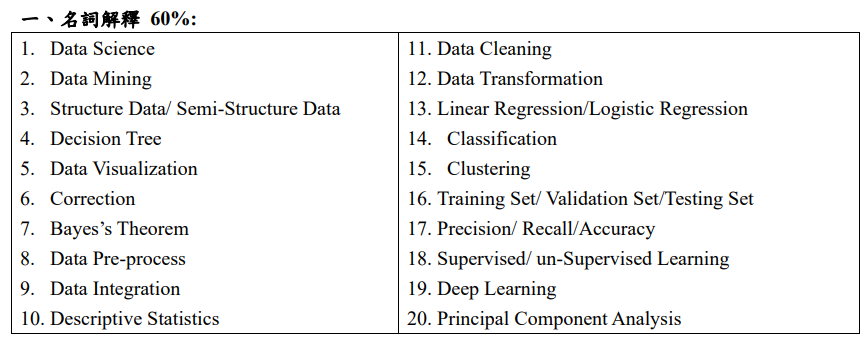 一、名詞解釋 60%:
1. Data Science
2. Data Mining
3. Structure Data/ Semi-Structure Data
4. Decision Tree
5. Data Visualization
6. Correction
7. Bayes’s Theorem
8. Data Pre-process
9. Data Integration
10. Descriptive Statistics
11. Data Cleaning
12. Data Transformation
13. Linear Regression/Logistic Regression
14. Classification
15. Clustering
16. Training Set/ Validation Set/Testing Set
17. Precision/ Recall/Accuracy
18. Supervised/ un-Supervised Learning
19. Deep Learning
20. Principal Component Analysis